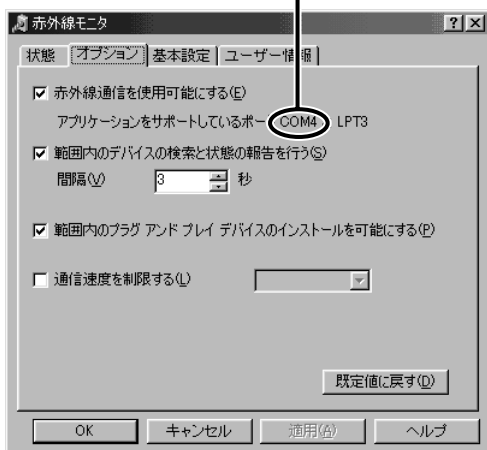 赤外線モニタ
状態 オプション 基本設定 ユーザー情報
赤外線通信を使用可能にする(E)
アプリケーションをサポートしているポー COM4 LPT3
範囲内のデバイスの検索と状態の報告を行う(S)
間隔(V) 3 秒
範囲内のプラグ アンド プレイ デバイスのインストールを可能にする(P)
通信速度を制限する(L)
既定値に戻す(D)
OK キャンセル 適用(A) ヘルプ